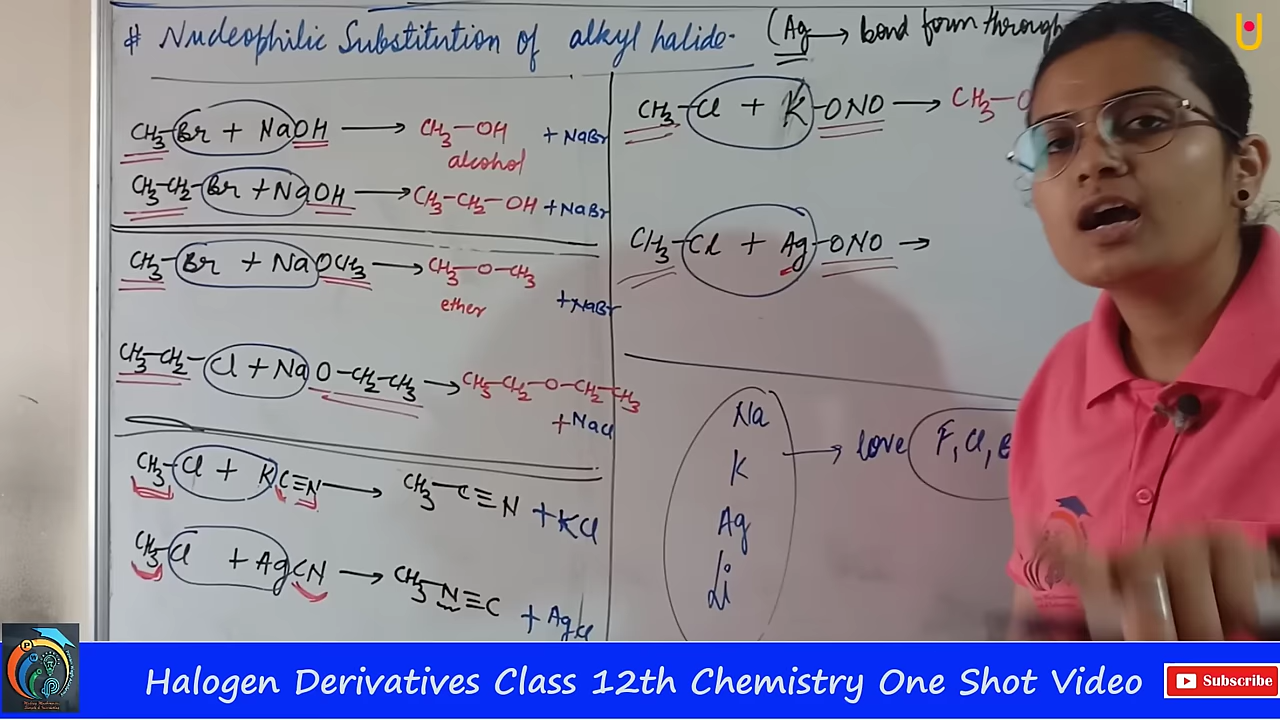 # Nucleophilic Substitution of alkyl halide- (Ag → bond form through
CH3-Br + NaOH → CH3-OH + NaBr
alcohol
CH3-CH2-Br + NaOH → CH3-CH2-OH + NaBr
CH3-Br + NaOCH3 → CH3-O-CH3
ether
+ NaBr
CH3-CH2-Cl + NaO-CH2-CH3 → CH3-CH2-O-CH2-CH3
+ NaCl
CH3-Cl + KC≡N → CH3-C≡N + KCl
CH3-Cl + AgCN → CH3-N≡C + AgCl
CH3-Cl + K-ONO → CH3-O
CH3-Cl + Ag-ONO →
Na
K
Ag
Li
→ love F, Cl, B
Halogen Derivatives Class 12th Chemistry One Shot Video
Subscribe